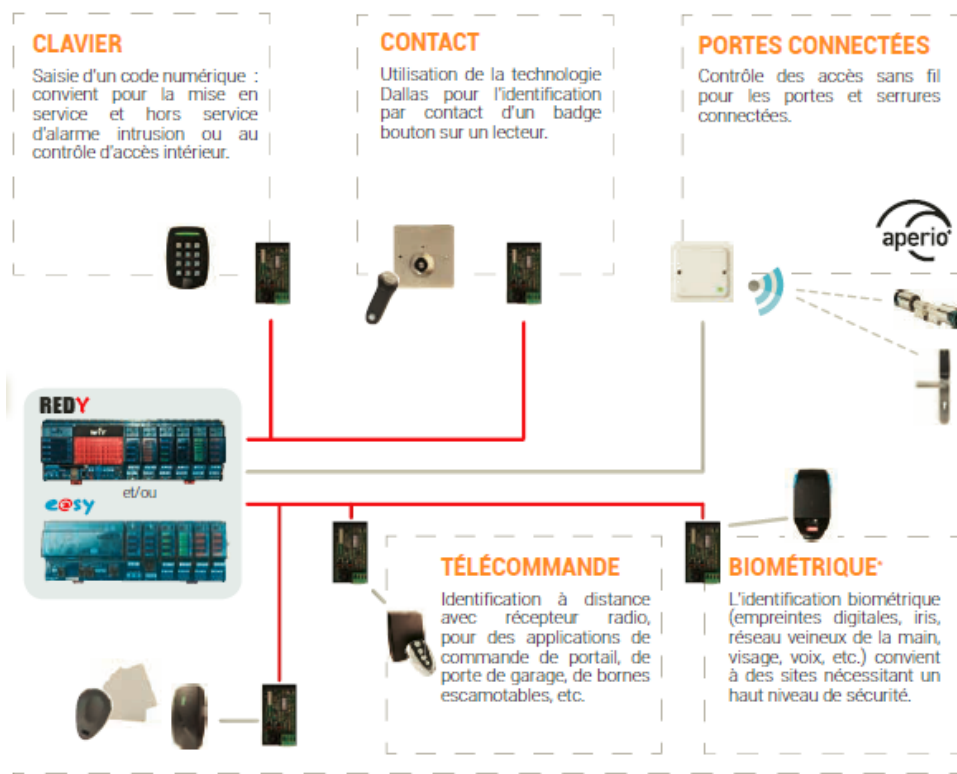 CLAVIER
Saisie d'un code numérique :
convient pour la mise en
service et hors service
d'alarme intrusion ou au
contrôle d'accès intérieur.
CONTACT
Utilisation de la technologie
Dallas pour l'identification
par contact d'un badge
bouton sur un lecteur.
PORTES CONNECTÉES
Contrôle des accès sans fil
pour les portes et serrures
connectées.
aperio
REDY
et/ou
e@sy
TÉLÉCOMMANDE
Identification à distance
avec récepteur radio,
pour des applications de
commande de portail, de
porte de garage, de bornes
escamotables, etc.
BIOMÉTRIQUE*
L'identification biométrique
(empreintes digitales, iris,
réseau veineux de la main,
visage, voix, etc.) convient
à des sites nécessitant un
haut niveau de sécurité.